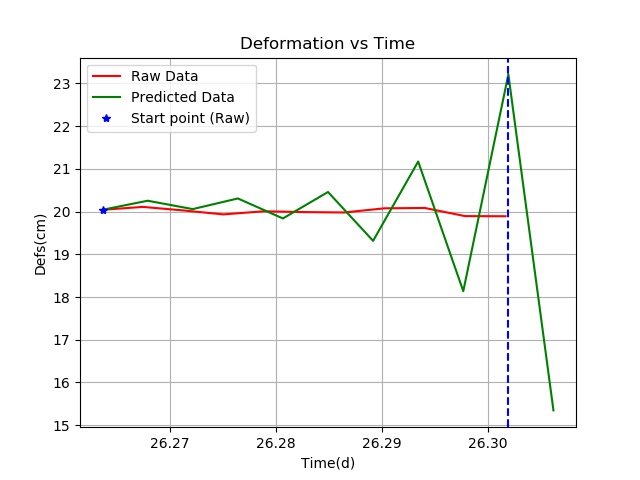 Deformation vs Time
Raw Data
Predicted Data
Start point (Raw)
23
22
21
20
19
18
17
16
15
Defs(cm)
26.27 26.28 26.29 26.30
Time(d)